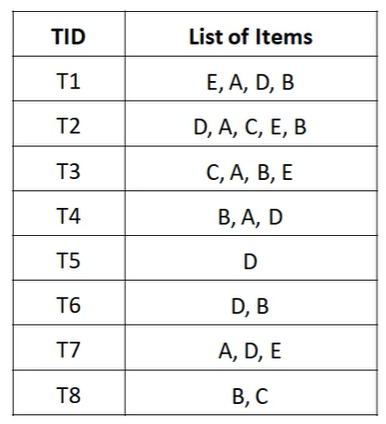 TID List of Items
T1 E, A, D, B
T2 D, A, C, E, B
T3 C, A, B, E
T4 B, A, D
T5 D
T6 D, B
T7 A, D, E
T8 B, C